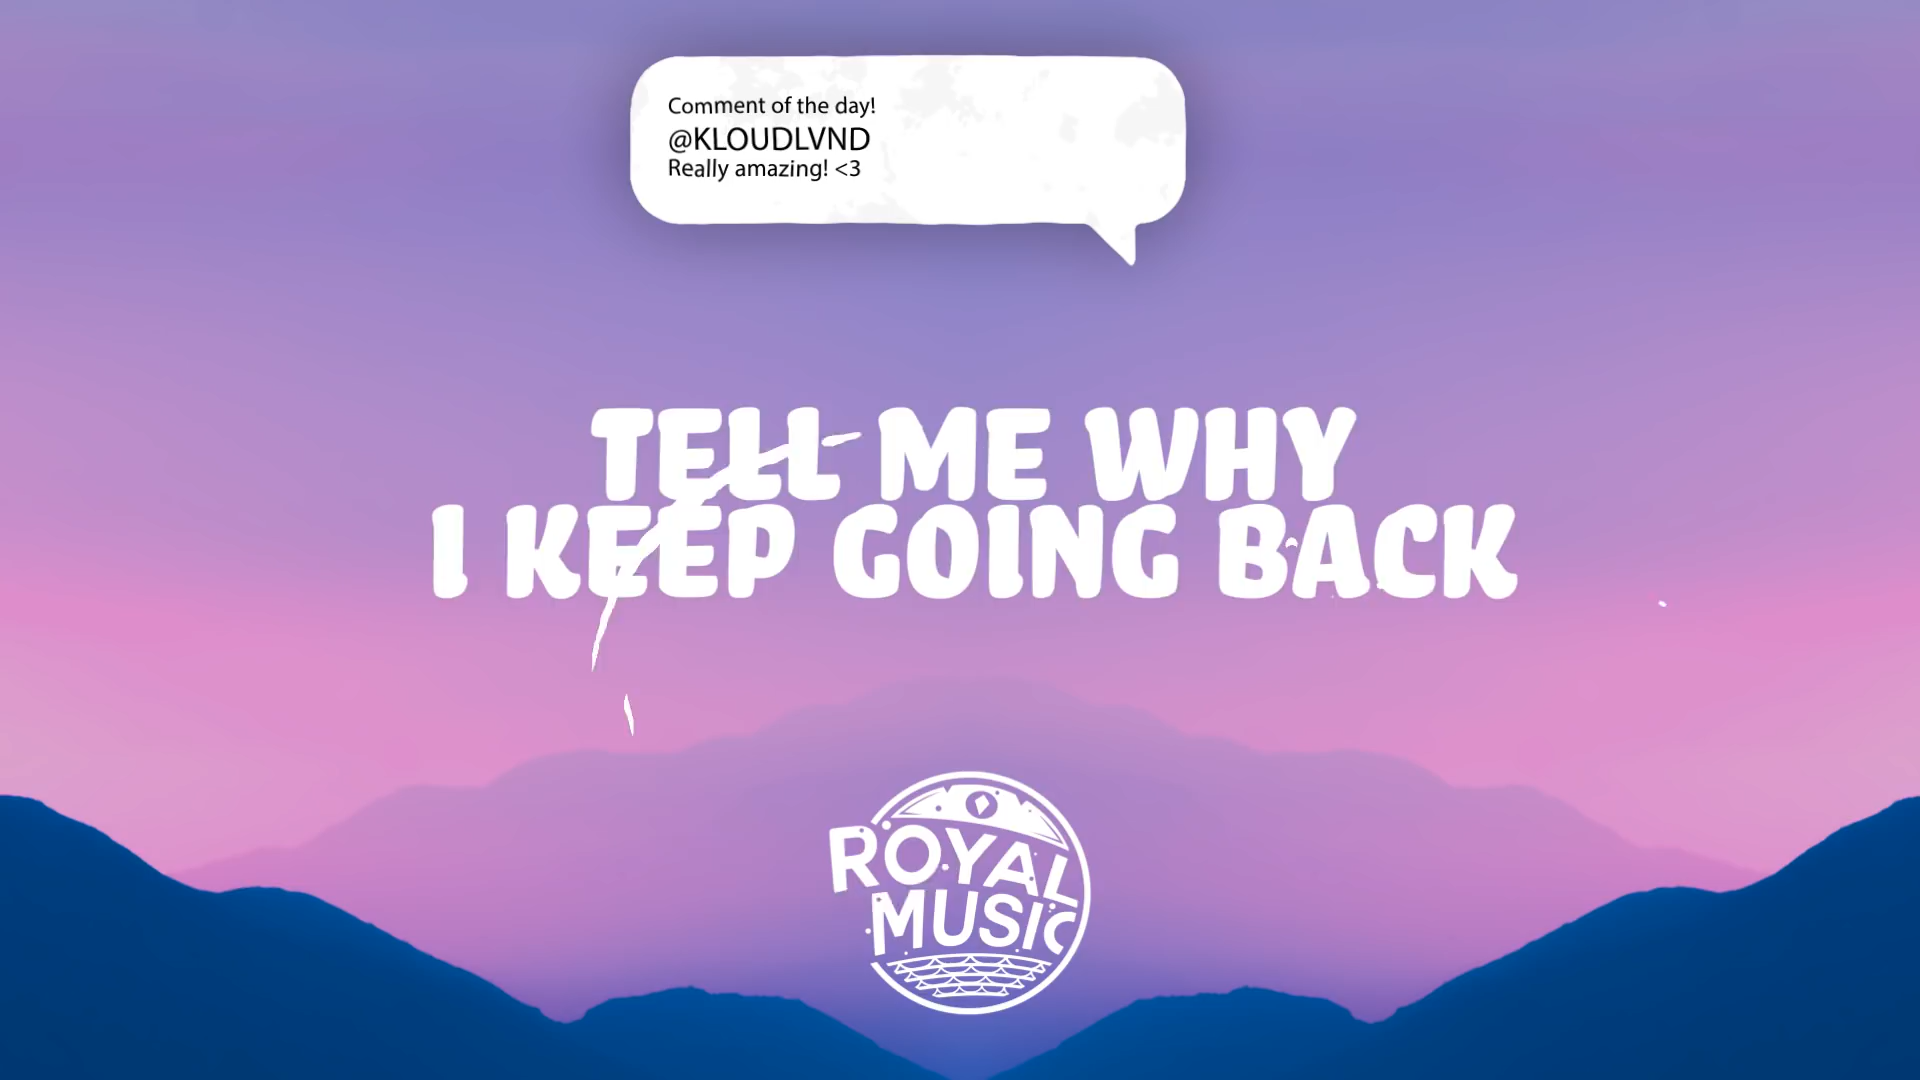 Comment of the day!
@KLOUDLVND
Really amazing! <3
TELL ME WHY
I KEEP GOING BACK
ROYAL
MUSIC